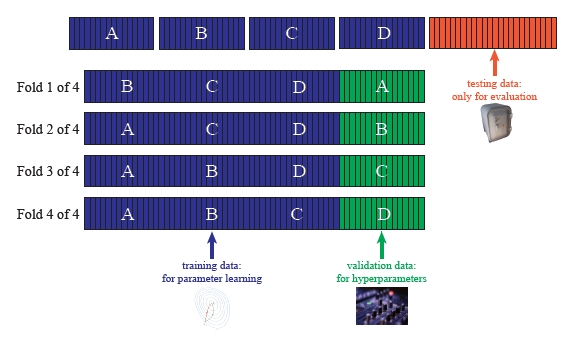 A B C D
testing data:
only for evaluation
Fold 1 of 4 B C D A
Fold 2 of 4 A C D B
Fold 3 of 4 A B D C
Fold 4 of 4 A B C D
training data:
for parameter learning
validation data:
for hyperparameters